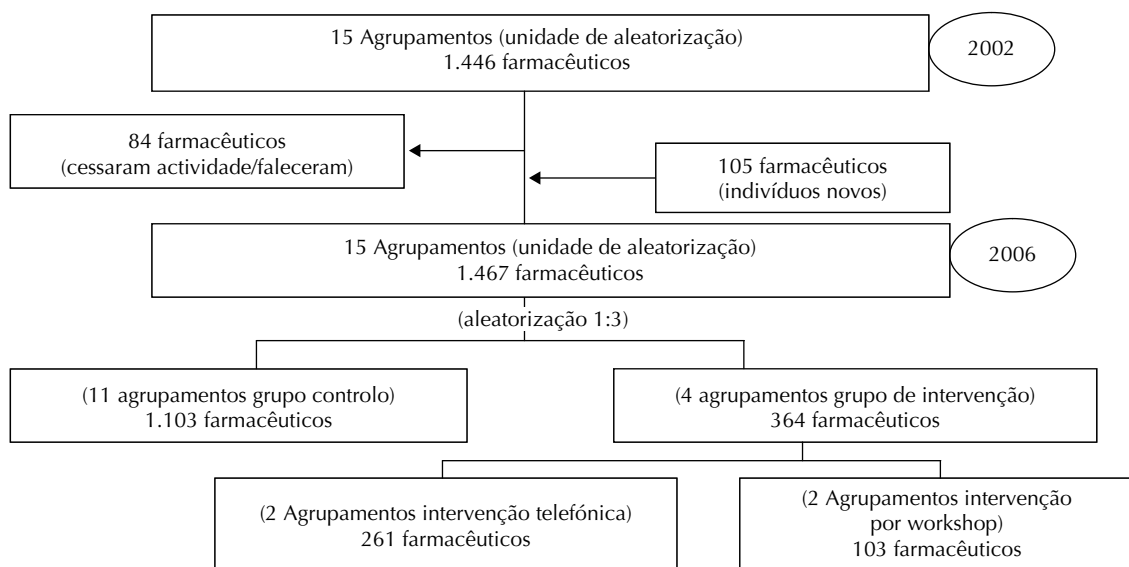 15 Agrupamentos (unidade de aleatorização)
1.446 farmacêuticos
2002
84 farmacêuticos
(cessaram actividade/faleceram)
105 farmacêuticos
(indivíduos novos)
15 Agrupamentos (unidade de aleatorização)
1.467 farmacêuticos
2006
(aleatorização 1:3)
(11 agrupamentos grupo controlo)
1.103 farmacêuticos
(4 agrupamentos grupo de intervenção)
364 farmacêuticos
(2 Agrupamentos intervenção telefónica)
261 farmacêuticos
(2 Agrupamentos intervenção
por workshop)
103 farmacêuticos